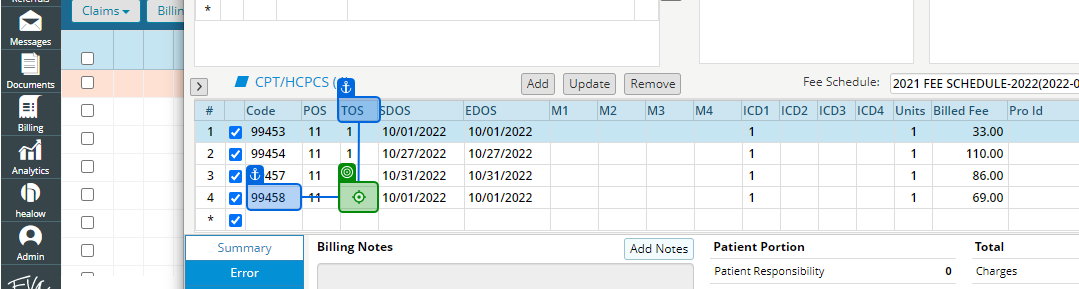 Referrals
Claims
Billin
*
Messages
Documents
Billing
Analytics
healow
Admin
CPT/HCPCS (
Add
Update
Remove
Fee Schedule:
2021 FEE SCHEDULE-2022(2022-0
# Code POS TOS SDOS EDOS M1 M2 M3 M4 ICD1 ICD2 ICD3 ICD4 Units Billed Fee Pro Id
1 99453 11 1 10/01/2022 10/01/2022 1 1 33.00
2 99454 11 1 10/27/2022 10/27/2022 1 1 110.00
3 457 11 10/31/2022 10/31/2022 1 1 86.00
4 99458 11 10/01/2022 10/01/2022 1 1 69.00
*
Summary
Error
Billing Notes
Add Notes
Patient Portion
Patient Responsibility 0
Total
Charges